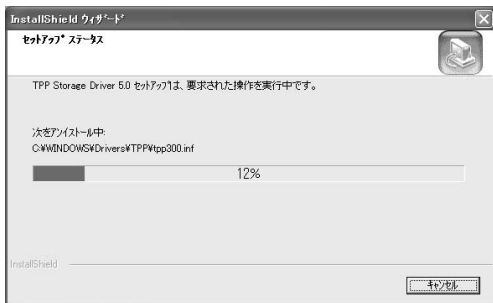 InstallShield ウィザード
セットアップ ステータス
TPP Storage Driver 5.0 セットアップは、要求された操作を実行中です。
次をアンイストール中:
C:¥WINDOWS¥Drivers¥TPP¥tpp300.inf
12%
InstallShield
キャンセル